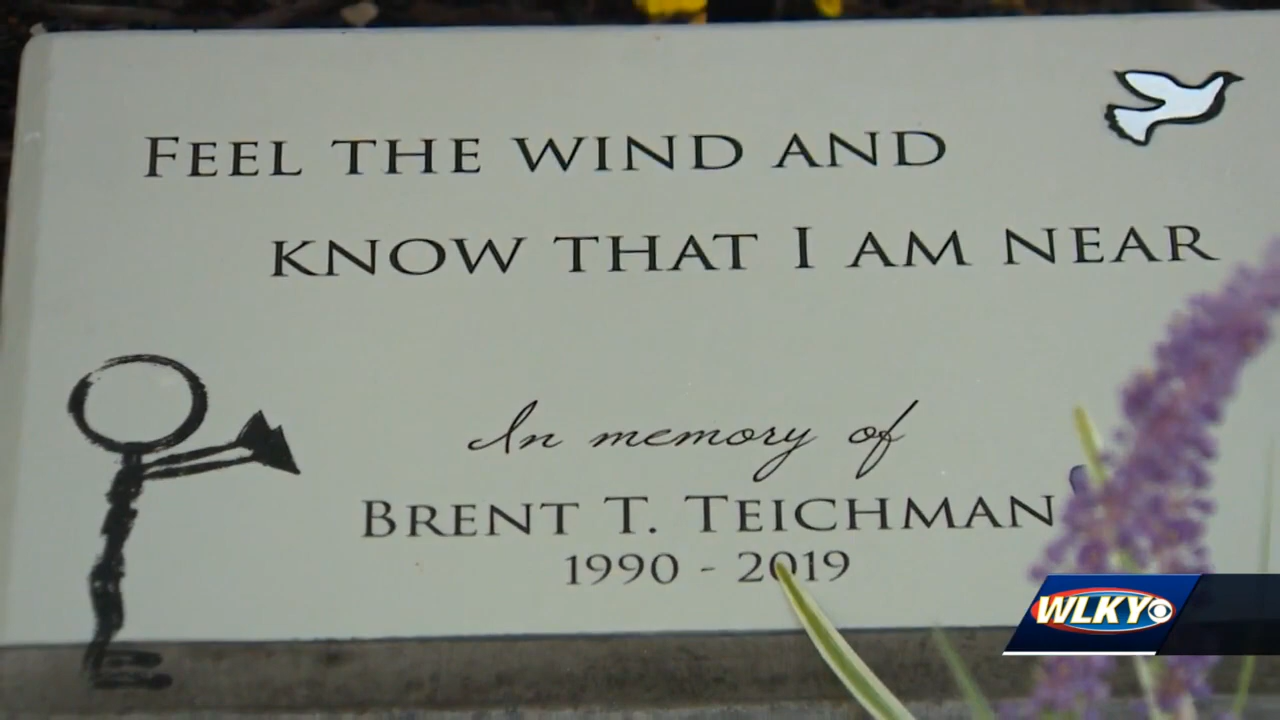 FEEL THE WIND AND
KNOW THAT I AM NEAR
In memory of
BRENT T. TEICHMAN
1990 - 2019
WLKY